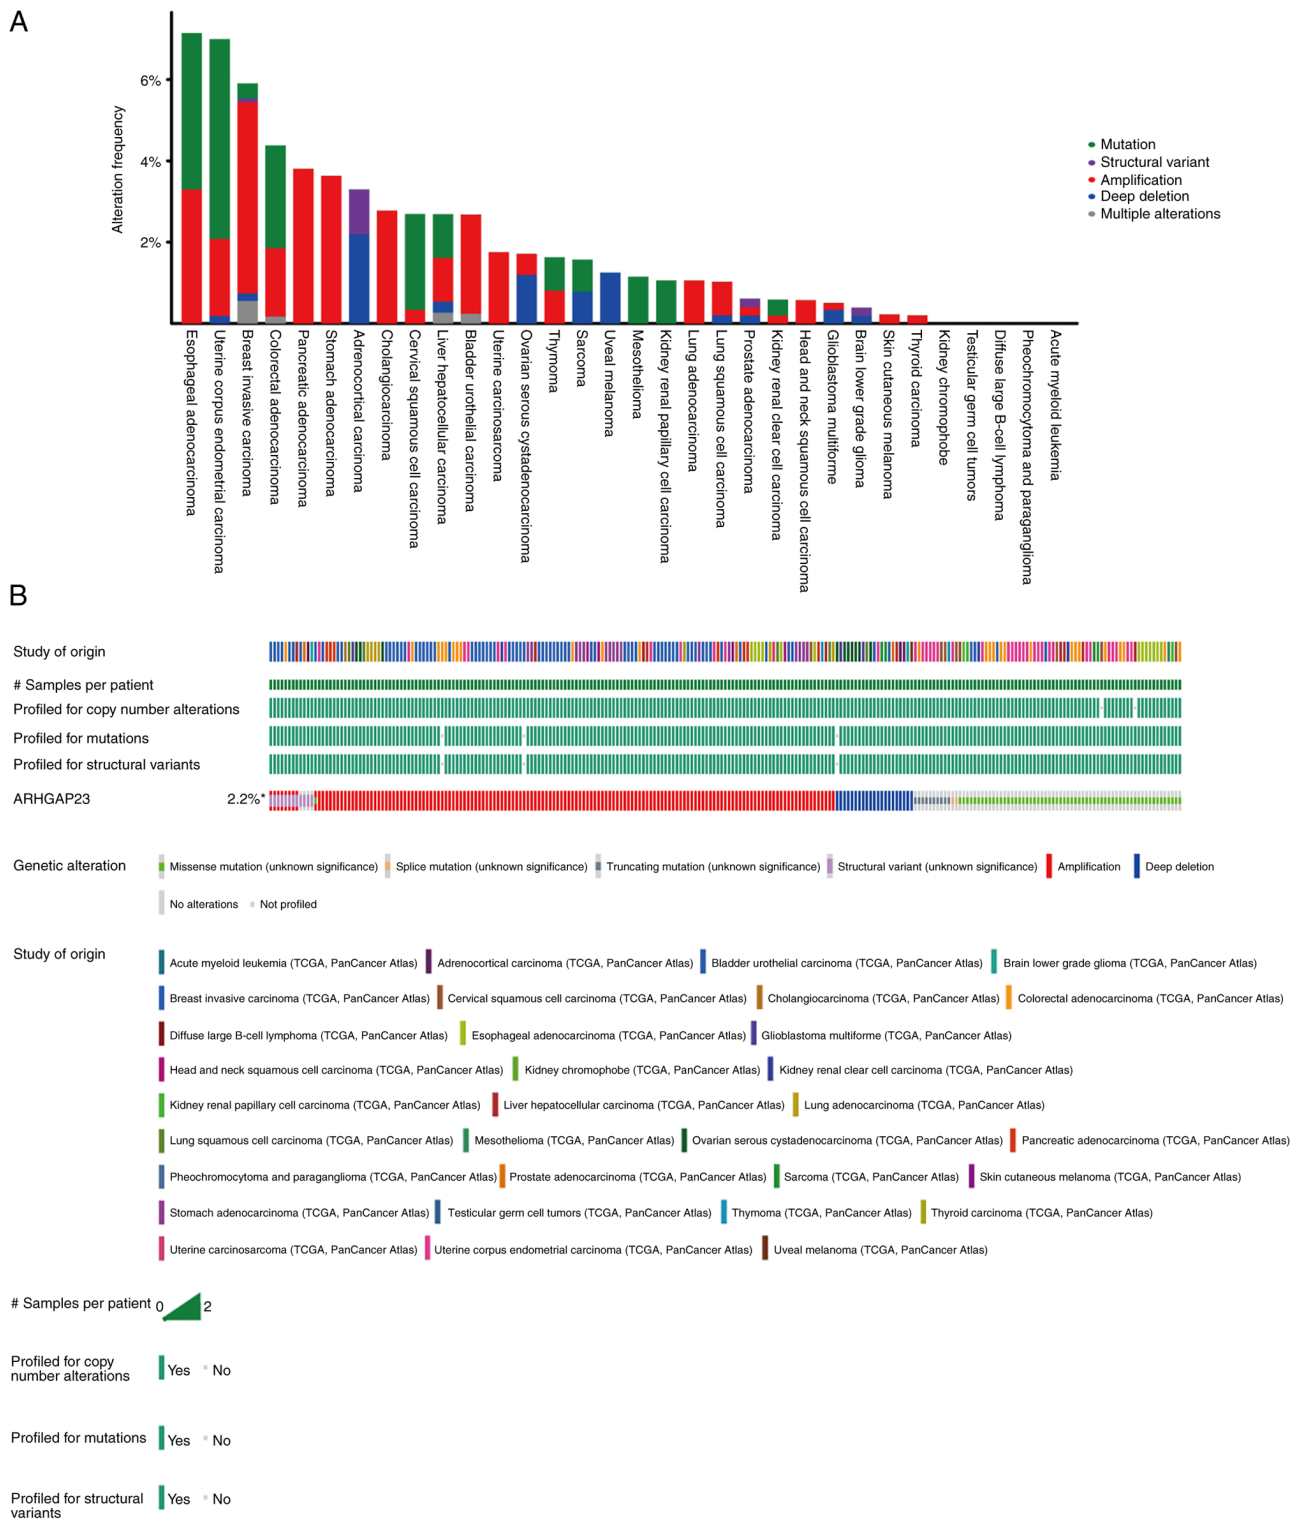 A
Alteration frequency
6%
4%
2%
Mutation
Structural variant
Amplification
Deep deletion
Multiple alterations
Esophageal adenocarcinoma
Uterine corpus endometrial carcinoma
Breast invasive carcinoma
Colorectal adenocarcinoma
Pancreatic adenocarcinoma
Stomach adenocarcinoma
Adrenocortical carcinoma
Cholangiocarcinoma
Cervical squamous cell carcinoma
Liver hepatocellular carcinoma
Bladder urothelial carcinoma
Uterine carcinosarcoma
Ovarian serous cystadenocarcinoma
Thymoma
Sarcoma
Uveal melanoma
Mesothelioma
Kidney renal papillary cell carcinoma
Lung adenocarcinoma
Lung squamous cell carcinoma
Prostate adenocarcinoma
Kidney renal clear cell carcinoma
Head and neck squamous cell carcinoma
Glioblastoma multiforme
Brain lower grade glioma
Skin cutaneous melanoma
Thyroid carcinoma
Kidney chromophobe
Testicular germ cell tumors
Diffuse large B-cell lymphoma
Pheochromocytoma and paraganglioma
Acute myeloid leukemia
B
Study of origin
# Samples per patient
Profiled for copy number alterations
Profiled for mutations
Profiled for structural variants
ARHGAP23 2.2%*
Genetic alteration Missense mutation (unknown significance) Splice mutation (unknown significance) Truncating mutation (unknown significance) Structural variant (unknown significance) Amplification Deep deletion
No alterations Not profiled
Study of origin Acute myeloid leukemia (TCGA, PanCancer Atlas) Adrenocortical carcinoma (TCGA, PanCancer Atlas) Bladder urothelial carcinoma (TCGA, PanCancer Atlas) Brain lower grade glioma (TCGA, PanCancer Atlas)
Breast invasive carcinoma (TCGA, PanCancer Atlas) Cervical squamous cell carcinoma (TCGA, PanCancer Atlas) Cholangiocarcinoma (TCGA, PanCancer Atlas) Colorectal adenocarcinoma (TCGA, PanCancer Atlas)
Diffuse large B-cell lymphoma (TCGA, PanCancer Atlas) Esophageal adenocarcinoma (TCGA, PanCancer Atlas) Glioblastoma multiforme (TCGA, PanCancer Atlas)
Head and neck squamous cell carcinoma (TCGA, PanCancer Atlas) Kidney chromophobe (TCGA, PanCancer Atlas) Kidney renal clear cell carcinoma (TCGA, PanCancer Atlas)
Kidney renal papillary cell carcinoma (TCGA, PanCancer Atlas) Liver hepatocellular carcinoma (TCGA, PanCancer Atlas) Lung adenocarcinoma (TCGA, PanCancer Atlas)
Lung squamous cell carcinoma (TCGA, PanCancer Atlas) Mesothelioma (TCGA, PanCancer Atlas) Ovarian serous cystadenocarcinoma (TCGA, PanCancer Atlas) Pancreatic adenocarcinoma (TCGA, PanCancer Atlas)
Pheochromocytoma and paraganglioma (TCGA, PanCancer Atlas) Prostate adenocarcinoma (TCGA, PanCancer Atlas) Sarcoma (TCGA, PanCancer Atlas) Skin cutaneous melanoma (TCGA, PanCancer Atlas)
Stomach adenocarcinoma (TCGA, PanCancer Atlas) Testicular germ cell tumors (TCGA, PanCancer Atlas) Thymoma (TCGA, PanCancer Atlas) Thyroid carcinoma (TCGA, PanCancer Atlas)
Uterine carcinosarcoma (TCGA, PanCancer Atlas) Uterine corpus endometrial carcinoma (TCGA, PanCancer Atlas) Uveal melanoma (TCGA, PanCancer Atlas)
# Samples per patient 0 2
Profiled for copy
number alterations
Yes No
Profiled for mutations Yes No
Profiled for structural
variants
Yes No